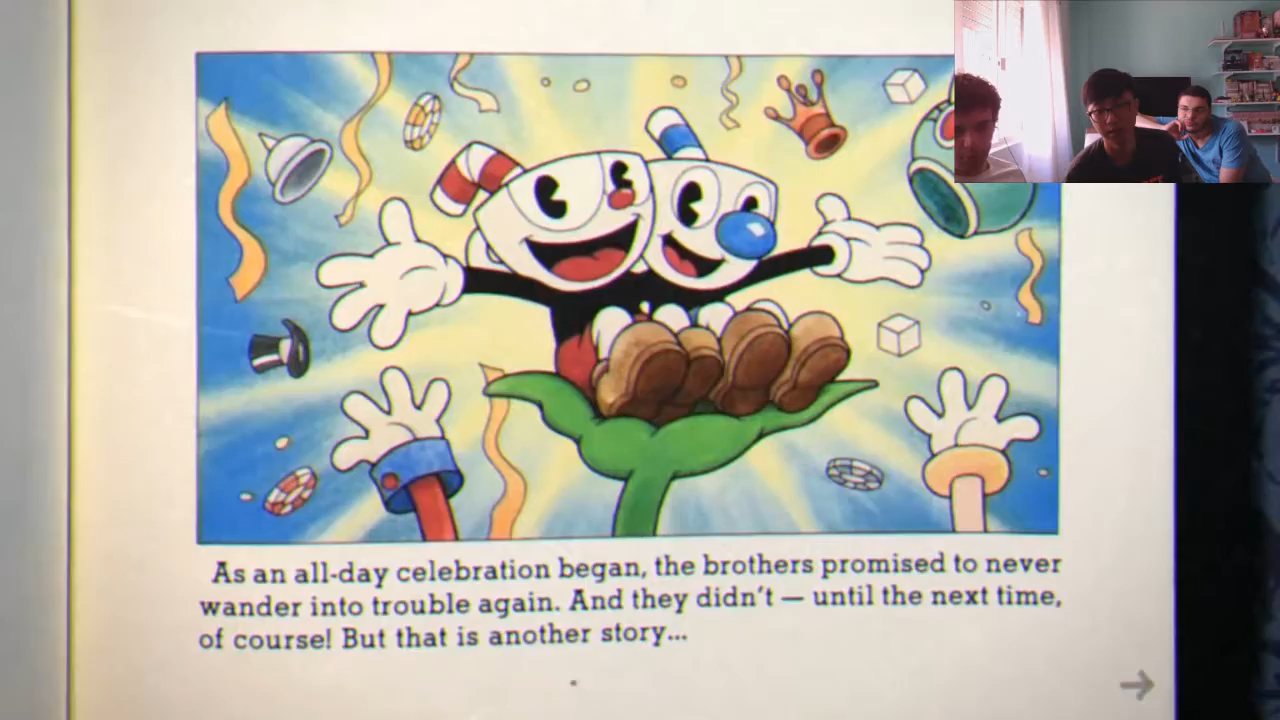 As an all-day celebration began, the brothers promised to never
wander into trouble again. And they didn't — until the next time,
of course! But that is another story...